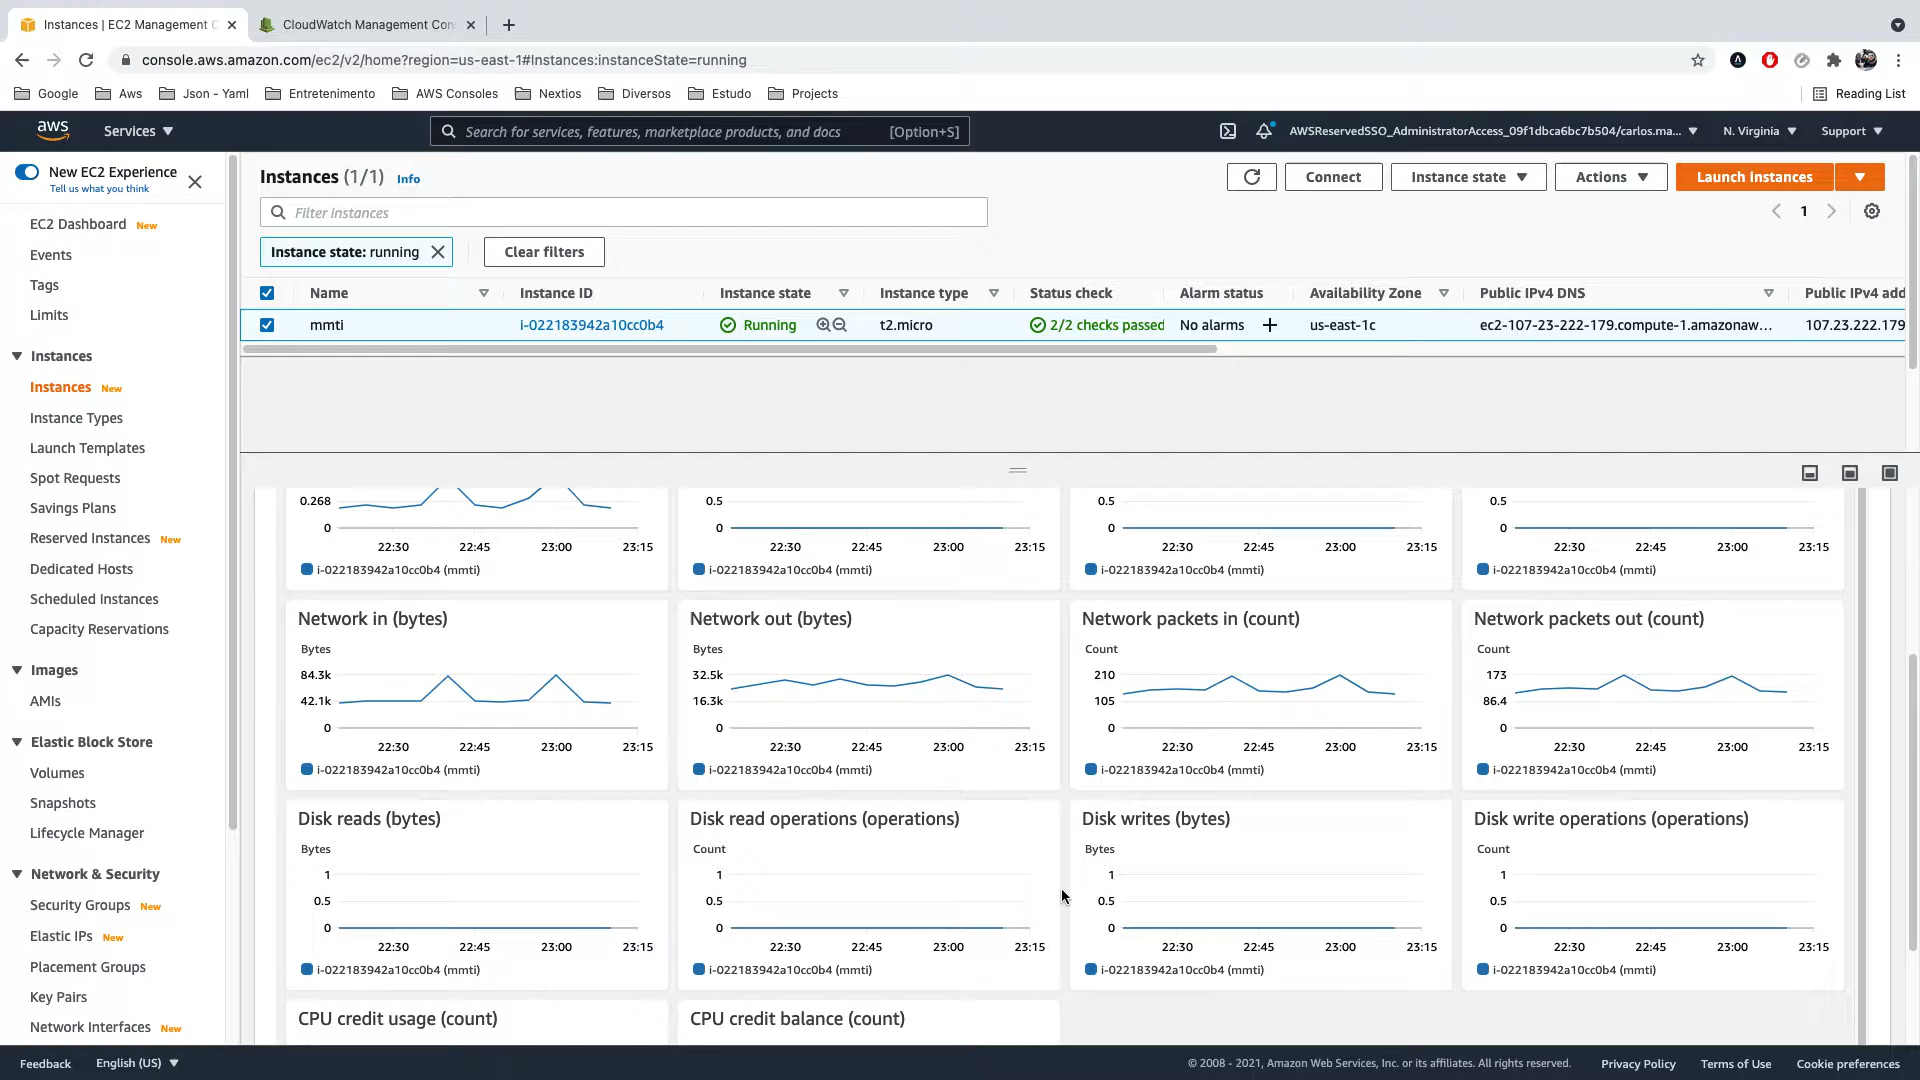 Instances | EC2 Management C
CloudWatch Management Con
console.aws.amazon.com/ec2/v2/home?region=us-east-1#Instances:instanceState=running
Google Aws Json - Yaml Entretenimento AWS Consoles Nextios Diversos Estudo Projects Reading List
aws Services Search for services, features, marketplace products, and docs [Option+S] AWSReservedSSO_AdministratorAccess_09f1dbca6bc7b504/carlos.ma... N. Virginia Support
New EC2 Experience
Tell us what you think
EC2 Dashboard New
Events
Tags
Limits
Instances
Instances New
Instance Types
Launch Templates
Spot Requests
Savings Plans
Reserved Instances New
Dedicated Hosts
Scheduled Instances
Capacity Reservations
Images
AMIs
Elastic Block Store
Volumes
Snapshots
Lifecycle Manager
Network & Security
Security Groups New
Elastic IPs New
Placement Groups
Key Pairs
Network Interfaces New
Instances (1/1) Info
Connect Instance state Actions Launch instances
Filter instances
1
Instance state: running Clear filters
Name Instance ID Instance state Instance type Status check Alarm status Availability Zone Public IPv4 DNS Public IPv4 add
mmti i-022183942a10cc0b4 Running t2.micro 2/2 checks passed No alarms us-east-1c ec2-107-23-222-179.compute-1.amazonaw... 107.23.222.179
0.268 0.5 0.5 0.5
0 0 0 0
22:30 22:45 23:00 23:15 22:30 22:45 23:00 23:15 22:30 22:45 23:00 23:15 22:30 22:45 23:00 23:15
i-022183942a10cc0b4 (mmti) i-022183942a10cc0b4 (mmti) i-022183942a10cc0b4 (mmti) i-022183942a10cc0b4 (mmti)
Network in (bytes) Network out (bytes) Network packets in (count) Network packets out (count)
Bytes Bytes Count Count
84.3k 32.5k 210 173
42.1k 16.3k 105 86.4
0 0 0 0
22:30 22:45 23:00 23:15 22:30 22:45 23:00 23:15 22:30 22:45 23:00 23:15 22:30 22:45 23:00 23:15
i-022183942a10cc0b4 (mmti) i-022183942a10cc0b4 (mmti) i-022183942a10cc0b4 (mmti) i-022183942a10cc0b4 (mmti)
Disk reads (bytes) Disk read operations (operations) Disk writes (bytes) Disk write operations (operations)
Bytes Count Bytes Count
1 1 1 1
0.5 0.5 0.5 0.5
0 0 0 0
22:30 22:45 23:00 23:15 22:30 22:45 23:00 23:15 22:30 22:45 23:00 23:15 22:30 22:45 23:00 23:15
i-022183942a10cc0b4 (mmti) i-022183942a10cc0b4 (mmti) i-022183942a10cc0b4 (mmti) i-022183942a10cc0b4 (mmti)
CPU credit usage (count) CPU credit balance (count)
Feedback English (US) © 2008 - 2021, Amazon Web Services, Inc. or its affiliates. All rights reserved. Privacy Policy Terms of Use Cookie preferences